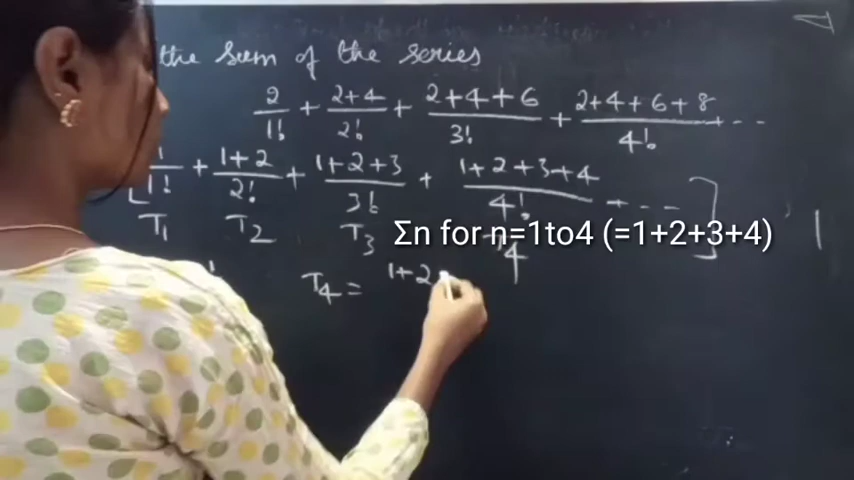 the sum of the series
2/1! + 2+4/2! + 2+4+6/3! + 2+4+6+8/4! + ...
[1/1! + 1+2/2! + 1+2+3/3! + 1+2+3+4/4! + ---]
T1 T2 T3 T4
Σn for n=1to4 (=1+2+3+4)
T4 = 1+2